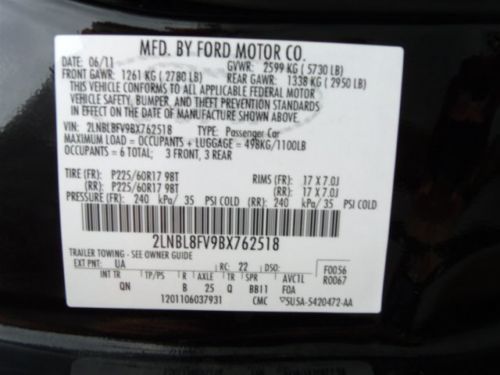 MFD. BY FORD MOTOR CO.
DATE: 06/11 GVWR: 2599 KG ( 5730 LB)
FRONT GAWR: 1261 KG ( 2780 LB) REAR GAWR: 1338 KG ( 2950 LB)
THIS VEHICLE CONFORMS TO ALL APPLICABLE FEDERAL MOTOR
VEHICLE SAFETY, BUMPER, AND THEFT PREVENTION STANDARDS
IN EFFECT ON THE DATE OF MANUFACTURE SHOWN ABOVE.
VIN: 2LNBL8FV9BX762518 TYPE: Passenger Car
MAXIMUM LOAD = OCCUPANTS + LUGGAGE = 498KG/1100LB
OCCUPANTS = 6 TOTAL; 3 FRONT, 3 REAR
TIRE (FR): P225/60R17 98T RIMS (FR): 17 X 7.0J
(RR): P225/60R17 98T (RR): 17 X 7.0J
PRESSURE (FR): 240 kPa/ 35 PSI COLD (RR) 240 kPa/ 35 PSI COLD
2LNBL8FV9BX762518
TRAILER TOWING - SEE OWNER GUIDE
EXT PNT: UA RC: 22 DSO: F0056
INT TR TP/PS R AXLE TR SPR AVCTL R0067
QN B 25 Q BB11 FOA
1201106037931 CMC 5USA-5420472-AA